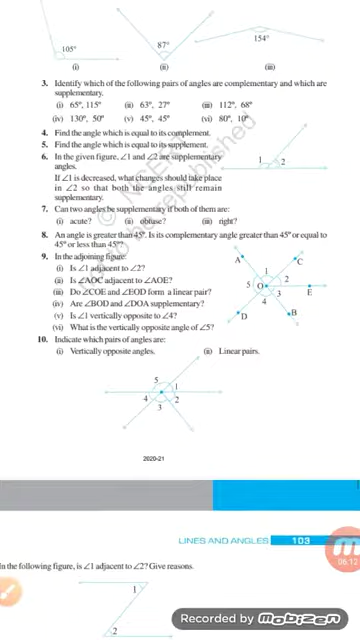 105°
87°
154°
(i)
(ii)
(iii)
3. Identify which of the following pairs of angles are complementary and which are
supplementary.
(i) 65°, 115° (ii) 63°, 27° (iii) 112°, 68°
(iv) 130°, 50° (v) 45°, 45° (vi) 80°, 10°
4. Find the angle which is equal to its complement.
5. Find the angle which is equal to its supplement.
6. In the given figure, ∠1 and ∠2 are supplementary
angles.
If ∠1 is decreased, what changes should take place
in ∠2 so that both the angles still remain
supplementary.
1 2
7. Can two angles be supplementary if both of them are:
(i) acute? (ii) obtuse? (iii) right?
8. An angle is greater than 45°. Is its complementary angle greater than 45° or equal to
45° or less than 45°?
9. In the adjoining figure:
(i) Is ∠1 adjacent to ∠2?
(ii) Is ∠AOC adjacent to ∠AOE?
(iii) Do ∠COE and ∠EOD form a linear pair?
(iv) Are ∠BOD and ∠DOA supplementary?
(v) Is ∠1 vertically opposite to ∠4?
(vi) What is the vertically opposite angle of ∠5?
A
C
1
2
5 O
3 E
4
D
B
10. Indicate which pairs of angles are:
(i) Vertically opposite angles. (ii) Linear pairs.
5
1
4 2
3
2020-21
LINES AND ANGLES 103
In the following figure, is ∠1 adjacent to ∠2? Give reasons.
1
2
06:12
Recorded by Mobizen
© NCERT
republished